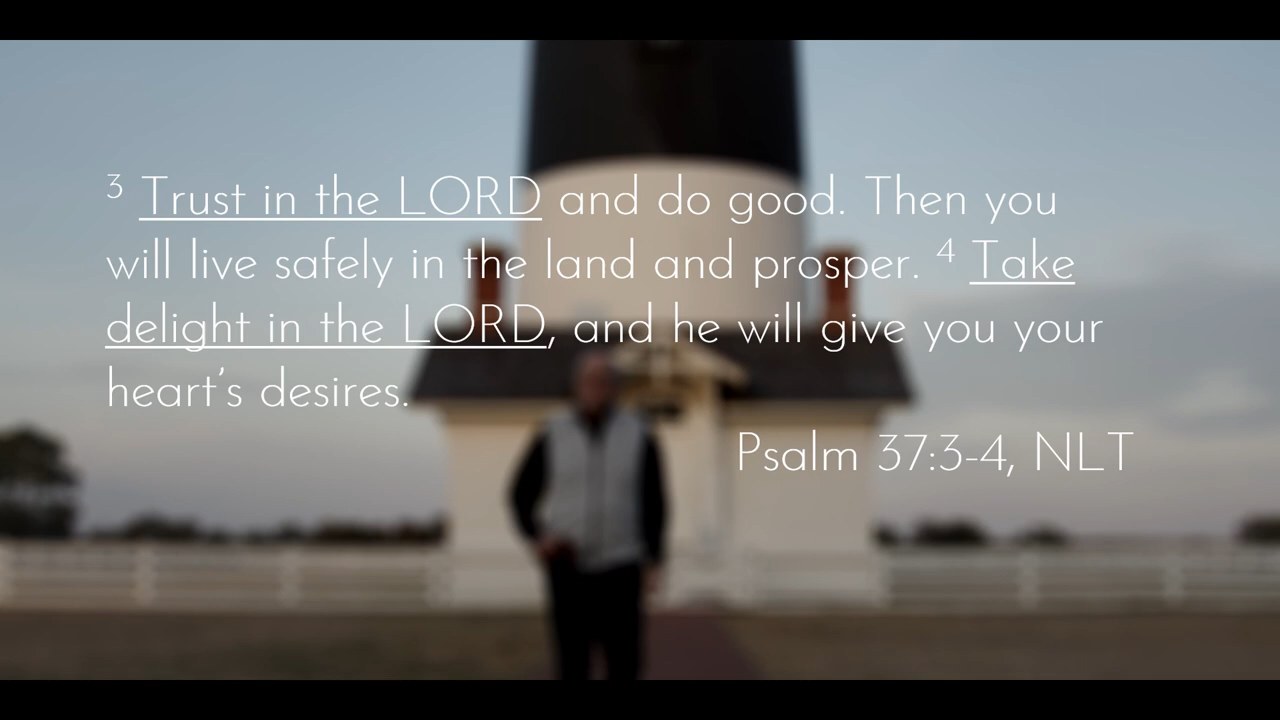 ³ Trust in the LORD and do good. Then you
will live safely in the land and prosper. ⁴ Take
delight in the LORD, and he will give you your
heart’s desires.
Psalm 37:3-4, NLT